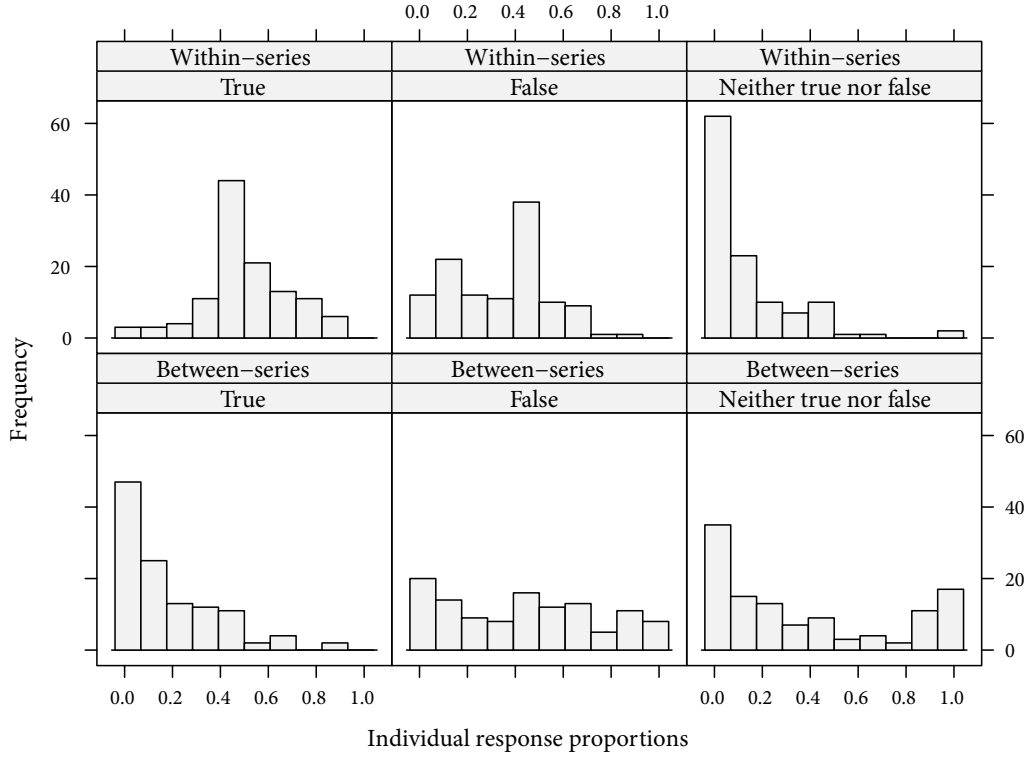 0.0 0.2 0.4 0.6 0.8 1.0
Within−series Within−series Within−series
True False Neither true nor false
60
40
20
0
Between−series Between−series Between−series
True False Neither true nor false
60
40
20
0
0.0 0.2 0.4 0.6 0.8 1.0 0.0 0.2 0.4 0.6 0.8 1.0
Frequency
Individual response proportions